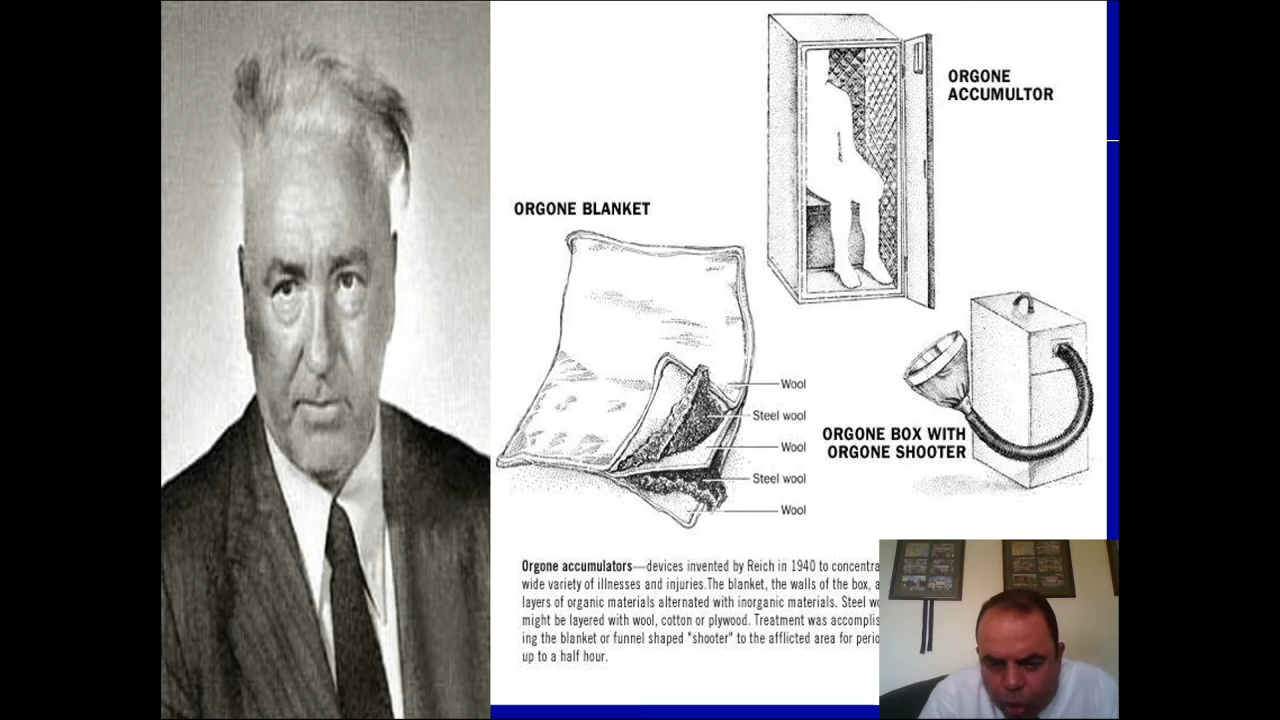 ORGONE
ACCUMULTOR
ORGONE BLANKET
Wool
Steel wool
Wool
Steel wool
Wool
ORGONE BOX WITH
ORGONE SHOOTER
Orgone accumulators—devices invented by Reich in 1940 to
wide variety of illnesses and injuries.The blanket, the walls of the box,
layers of organic materials alternated with inorganic materials. Steel
might be layered with wool, cotton or plywood. Treatment was
ing the blanket or funnel shaped "shooter" to the afflicted area for
up to a half hour.